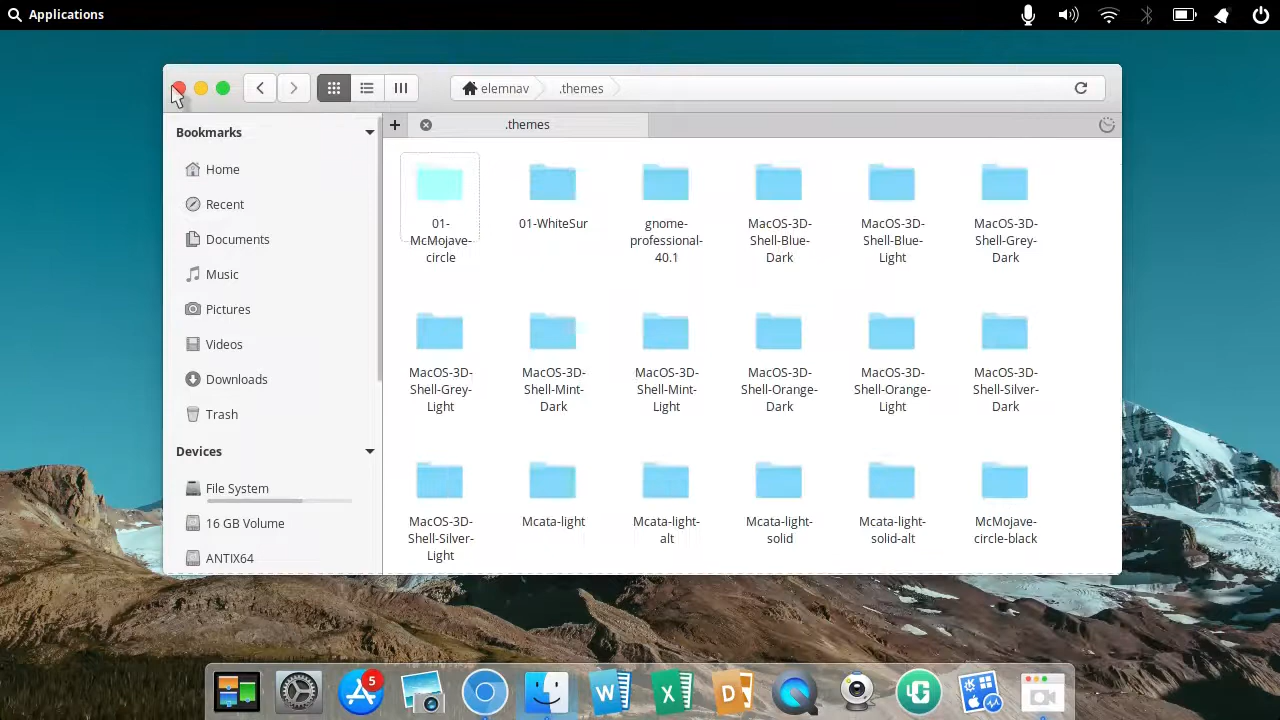 Applications
elemnav .themes
.themes
Bookmarks
Home
Recent
Documents
Music
Pictures
Videos
Downloads
Trash
Devices
File System
16 GB Volume
ANTIX64
01-
McMojave-
circle
01-WhiteSur
gnome-
professional-
40.1
MacOS-3D-
Shell-Blue-
Dark
MacOS-3D-
Shell-Blue-
Light
MacOS-3D-
Shell-Grey-
Dark
MacOS-3D-
Shell-Grey-
Light
MacOS-3D-
Shell-Mint-
Dark
MacOS-3D-
Shell-Mint-
Light
MacOS-3D-
Shell-Orange-
Dark
MacOS-3D-
Shell-Orange-
Light
MacOS-3D-
Shell-Silver-
Dark
MacOS-3D-
Shell-Silver-
Light
Mcata-light
Mcata-light-
alt
Mcata-light-
solid
Mcata-light-
solid-alt
McMojave-
circle-black
5
W
X
D
G